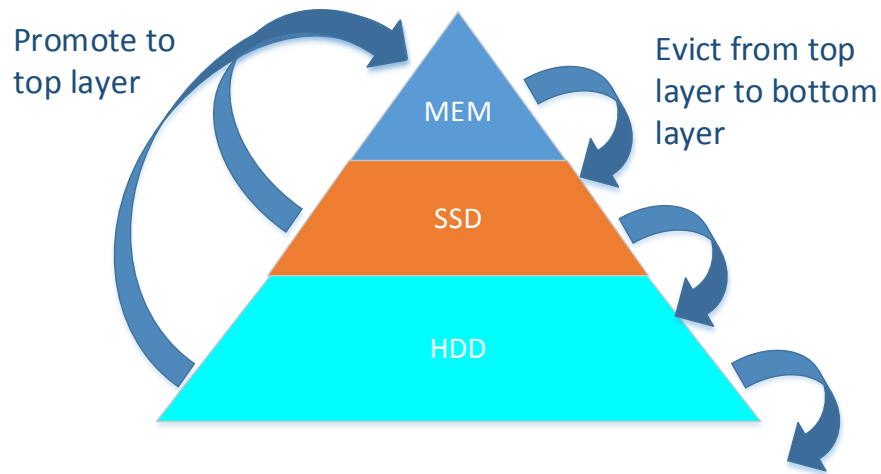 Promote to
top layer
Evict from top
layer to bottom
layer
MEM
SSD
HDD